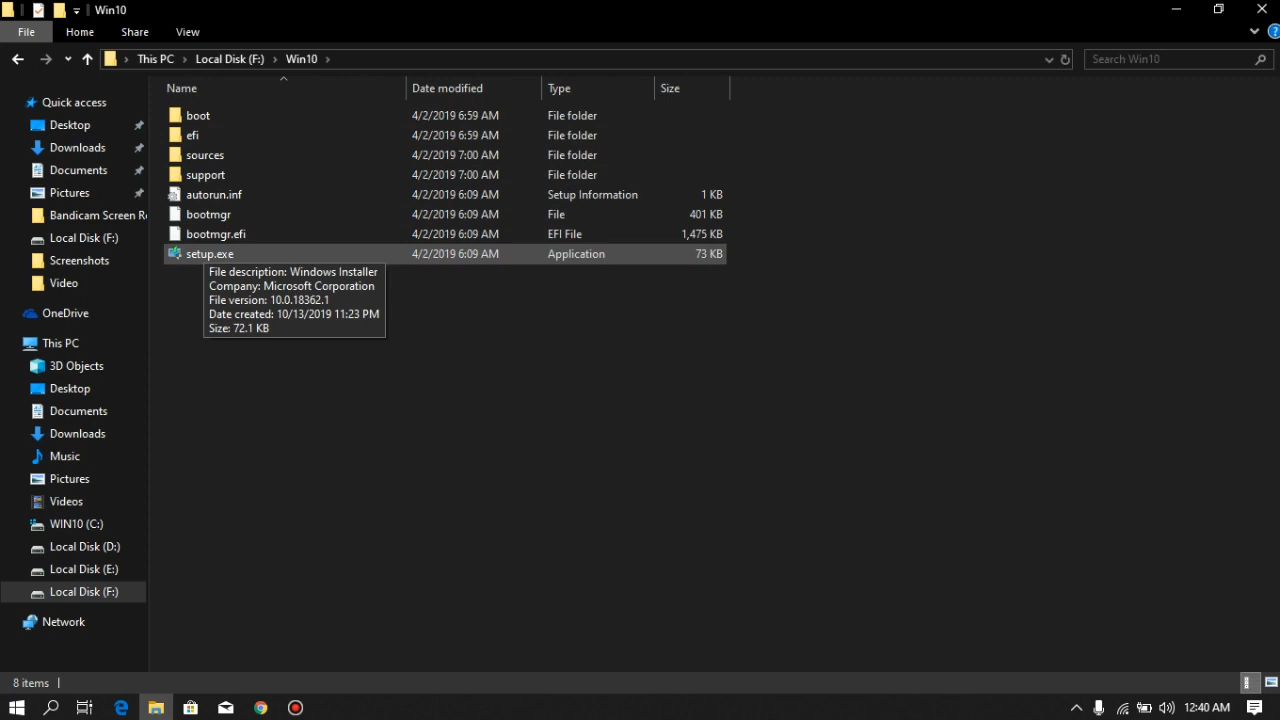 Win10
File Home Share View
This PC Local Disk (F:) Win10
Search Win10
Name Date modified Type Size
Quick access
Desktop
Downloads
Documents
Pictures
Bandicam Screen Re
Local Disk (F:)
Screenshots
Video
OneDrive
This PC
3D Objects
Desktop
Documents
Downloads
Music
Pictures
Videos
WIN10 (C:)
Local Disk (D:)
Local Disk (E:)
Local Disk (F:)
Network
boot 4/2/2019 6:59 AM File folder
efi 4/2/2019 6:59 AM File folder
sources 4/2/2019 7:00 AM File folder
support 4/2/2019 7:00 AM File folder
autorun.inf 4/2/2019 6:09 AM Setup Information 1 KB
bootmgr 4/2/2019 6:09 AM File 401 KB
bootmgr.efi 4/2/2019 6:09 AM EFI File 1,475 KB
setup.exe 4/2/2019 6:09 AM Application 73 KB
File description: Windows Installer
Company: Microsoft Corporation
File version: 10.0.18362.1
Date created: 10/13/2019 11:23 PM
Size: 72.1 KB
8 items
12:40 AM